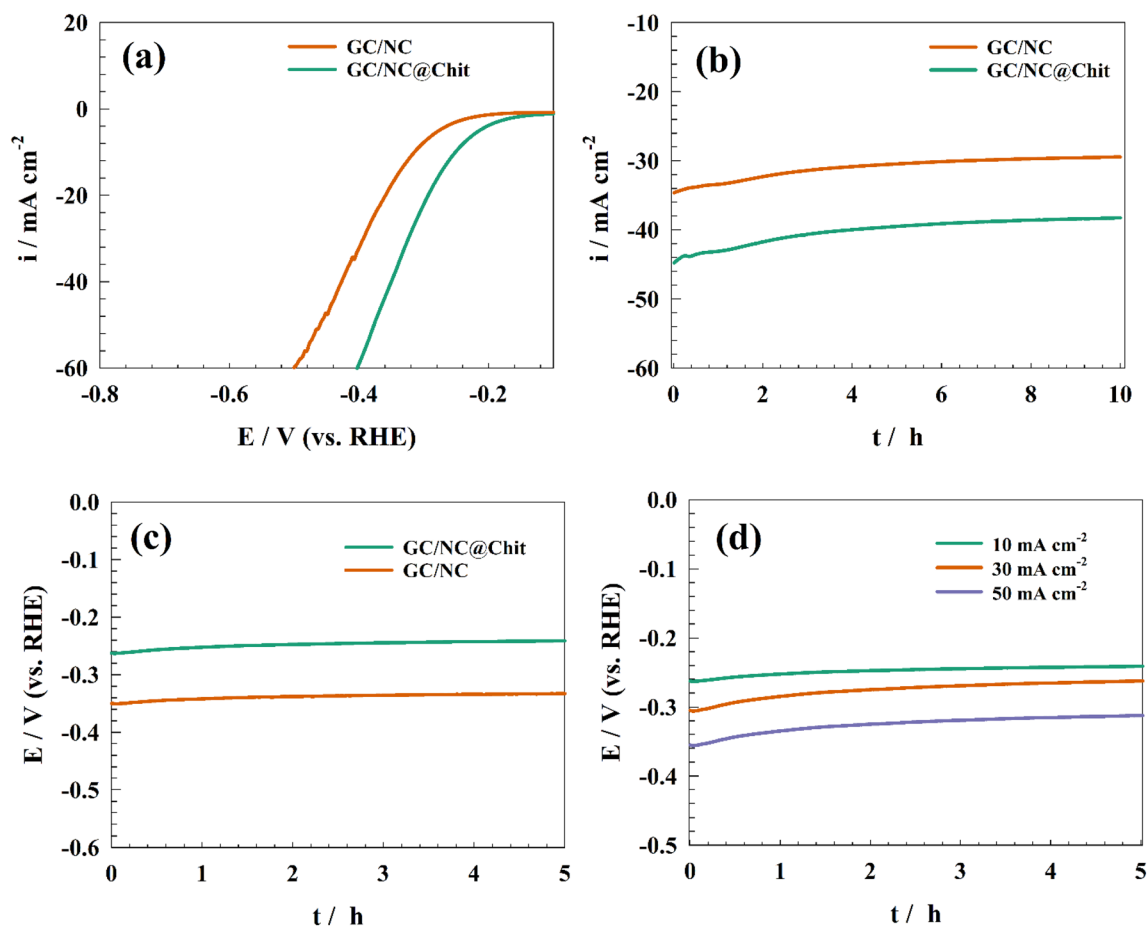 (a)
GC/NC
GC/NC@Chit
20
0
-20
-40
-60
i / mA cm⁻²
-0.8
-0.6
-0.4
-0.2
E / V (vs. RHE)
(b)
GC/NC
GC/NC@Chit
-10
-20
-30
-40
-50
-60
i / mA cm⁻²
0
2
4
6
8
10
t / h
(c)
GC/NC@Chit
GC/NC
0.0
-0.1
-0.2
-0.3
-0.4
-0.5
-0.6
E / V (vs. RHE)
0
1
2
3
4
5
t / h
(d)
10 mA cm⁻²
30 mA cm⁻²
50 mA cm⁻²
0.0
-0.1
-0.2
-0.3
-0.4
-0.5
E / V (vs. RHE)
0
1
2
3
4
5
t / h